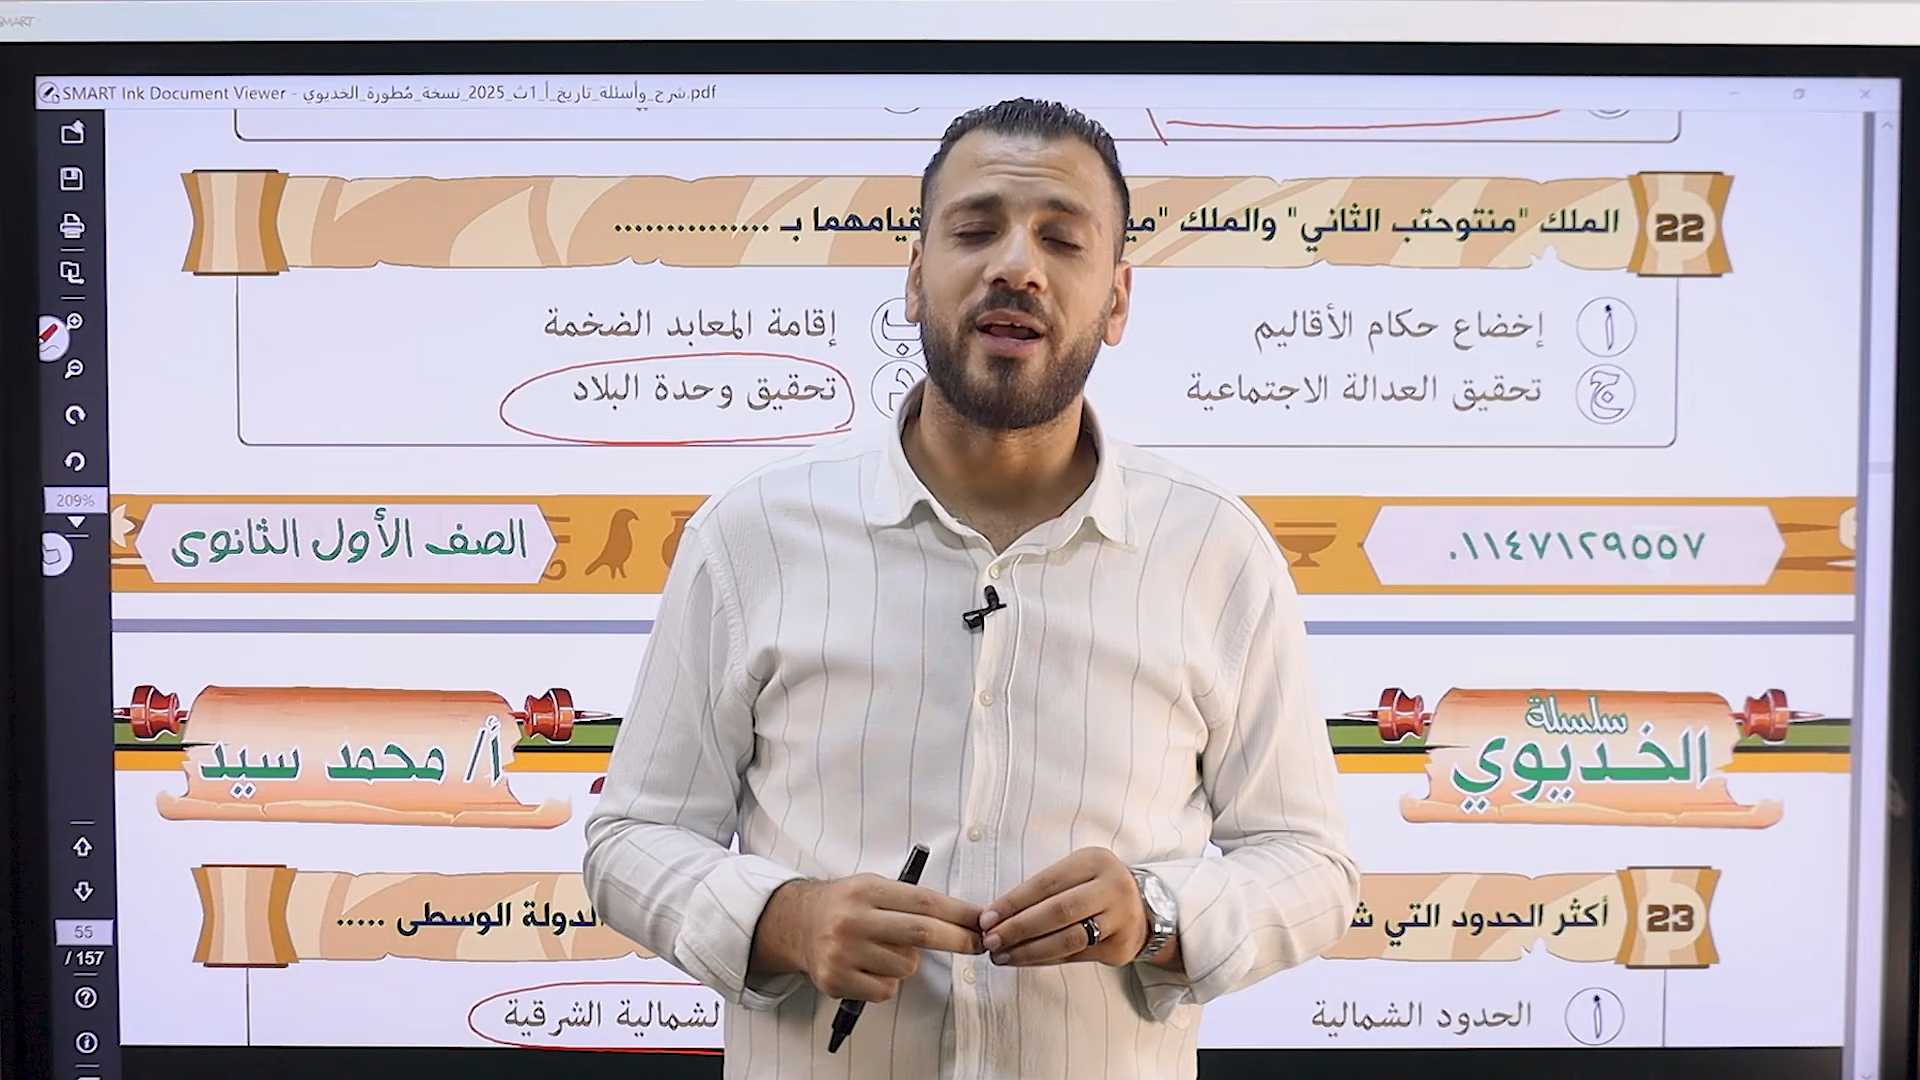 SMART
SMART Ink Document Viewer - شرح_وأسئلة_تاريخ_أ_1ث_2025_نسخة_مُطورة_الخديوي.pdf
22 الملك "منتوحتب الثاني" والملك "مي قيامهما بـ ...............
أ إخضاع حكام الأقاليم ب إقامة المعابد الضخمة
ج تحقيق العدالة الاجتماعية د تحقيق وحدة البلاد
209%
٠١١٤٧١٢٩٥٥٧ الصف الأول الثانوى
سلسلة
الخديوي أ/ محمد سيد
23 أكثر الحدود التي الدولة الوسطى .....
55
/ 157
أ الحدود الشمالية الشمالية الشرقية